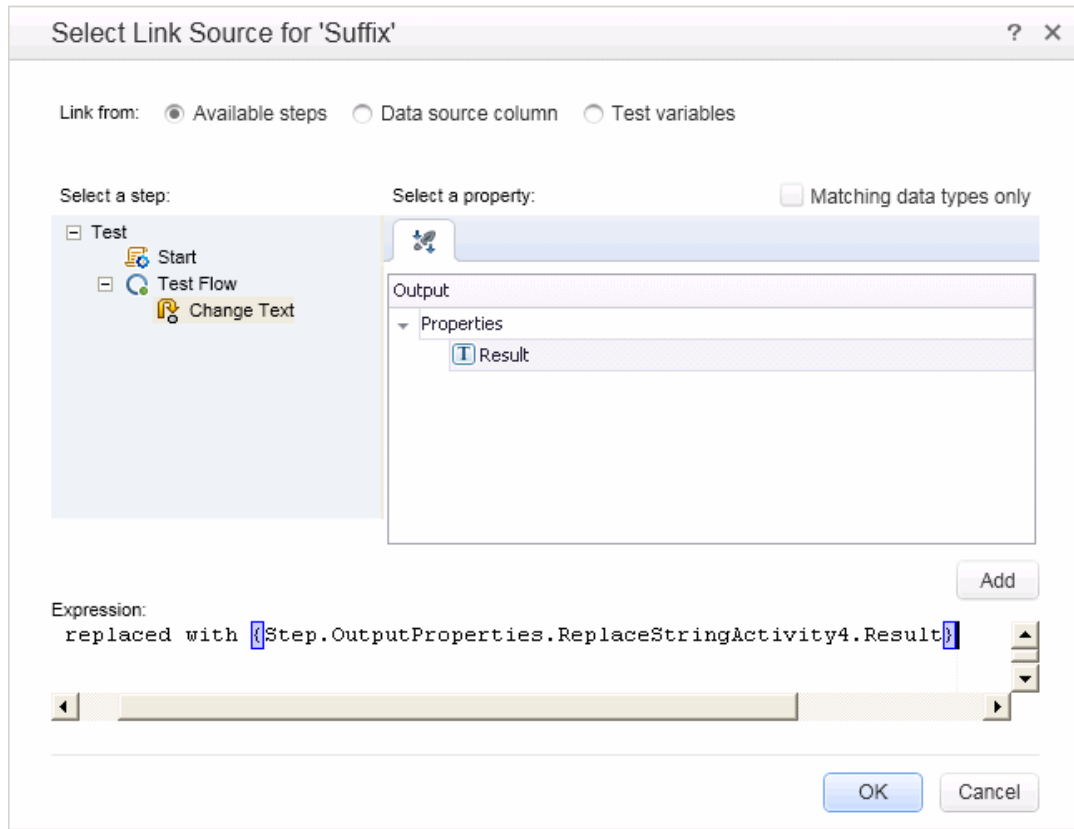 Select Link Source for 'Suffix' ? ×
Link from: Available steps Data source column Test variables
Select a step: Select a property: Matching data types only
Test
Start
Test Flow
Change Text
Output
Properties
T Result
Add
Expression:
replaced with {Step.OutputProperties.ReplaceStringActivity4.Result}
OK Cancel